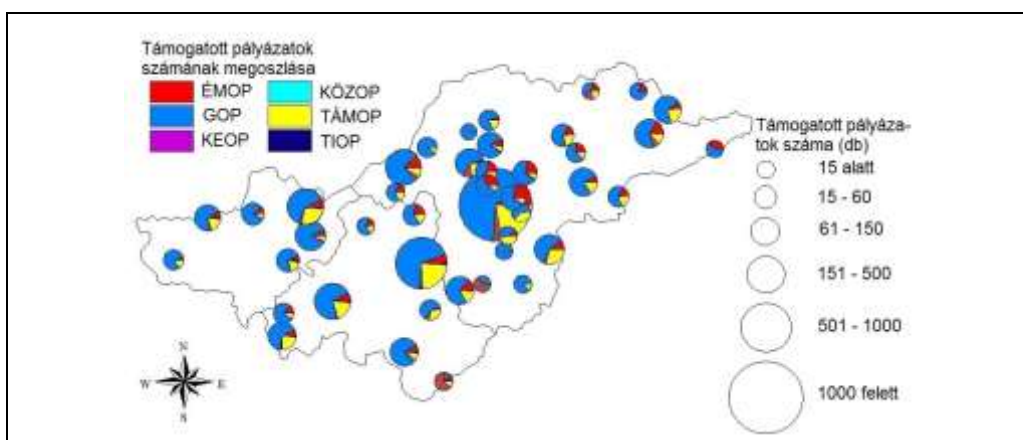 Támogatott pályázatok
számának megoszlása
ÉMOP
GOP
KEOP
KÖZOP
TÁMOP
TIOP
Támogatott pályáza-
tok száma (db)
15 alatt
15 - 60
61 - 150
151 - 500
501 - 1000
1000 felett
N
W
E
S